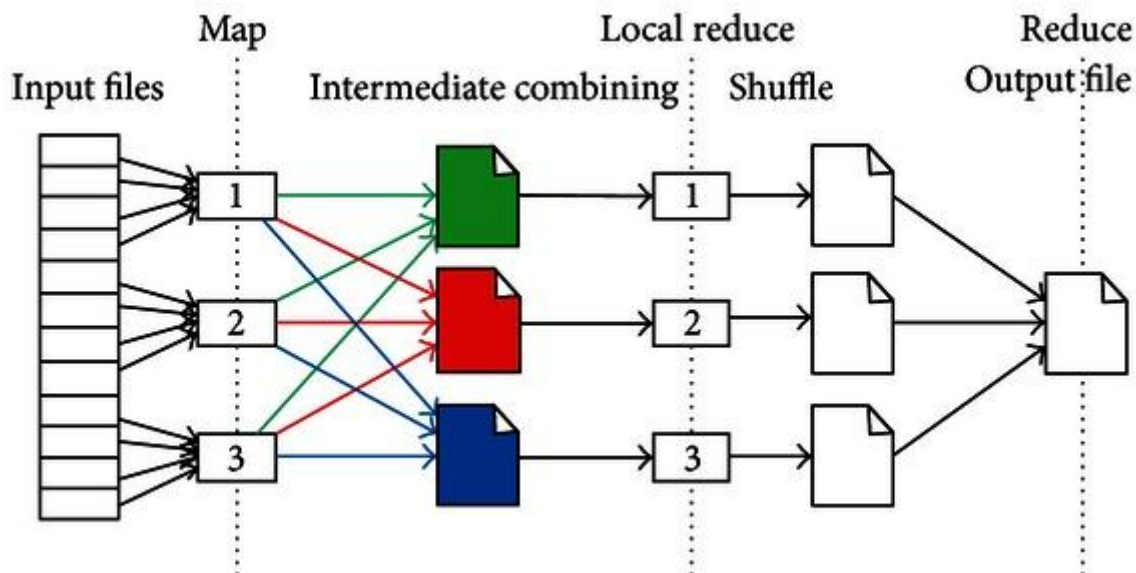 Map
Local reduce
Reduce
Input files
Intermediate combining
Shuffle
Output file
1
1
2
2
3
3